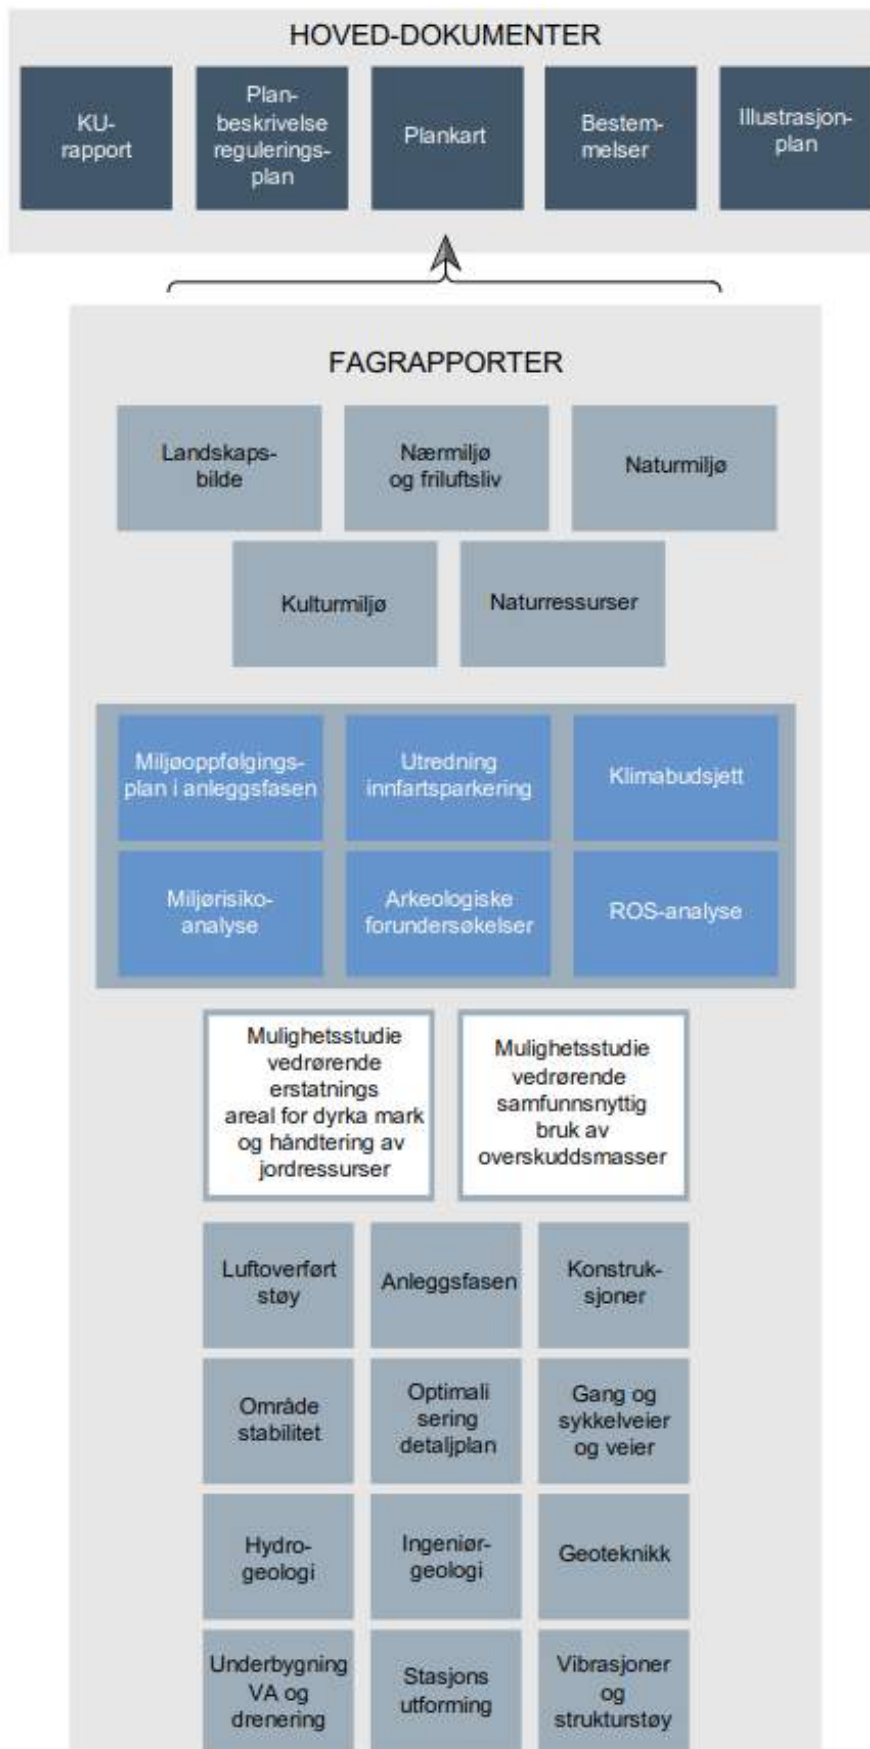 HOVED-DOKUMENTER
KU-
rapport
Plan-
beskrivelse
regulerings-
plan
Plankart
Bestem-
melser
Illustrasjon-
plan
FAGRAPPORTER
Landskaps-
bilde
Nærmiljø
og friluftsliv
Naturmiljø
Kulturmiljø
Naturressurser
Miljøoppfølgings-
plan i anleggsfasen
Utredning
innfartsparkering
Klimabudsjett
Miljørisiko-
analyse
Arkeologiske
forundersøkelser
ROS-analyse
Mulighetsstudie
vedrørende
erstatnings
areal for dyrka mark
og håndtering av
jordressurser
Mulighetsstudie
vedrørende
samfunnsnyttig
bruk av
overskuddsmasser
Luftoverført
støy
Anleggsfasen
Konstruk-
sjoner
Område
stabilitet
Optimali
sering
detaljplan
Gang og
sykkelveier
og veier
Hydro-
geologi
Ingeniør-
geologi
Geoteknikk
Underbygning
VA og
drenering
Stasjons
utforming
Vibrasjoner
og
strukturstøy